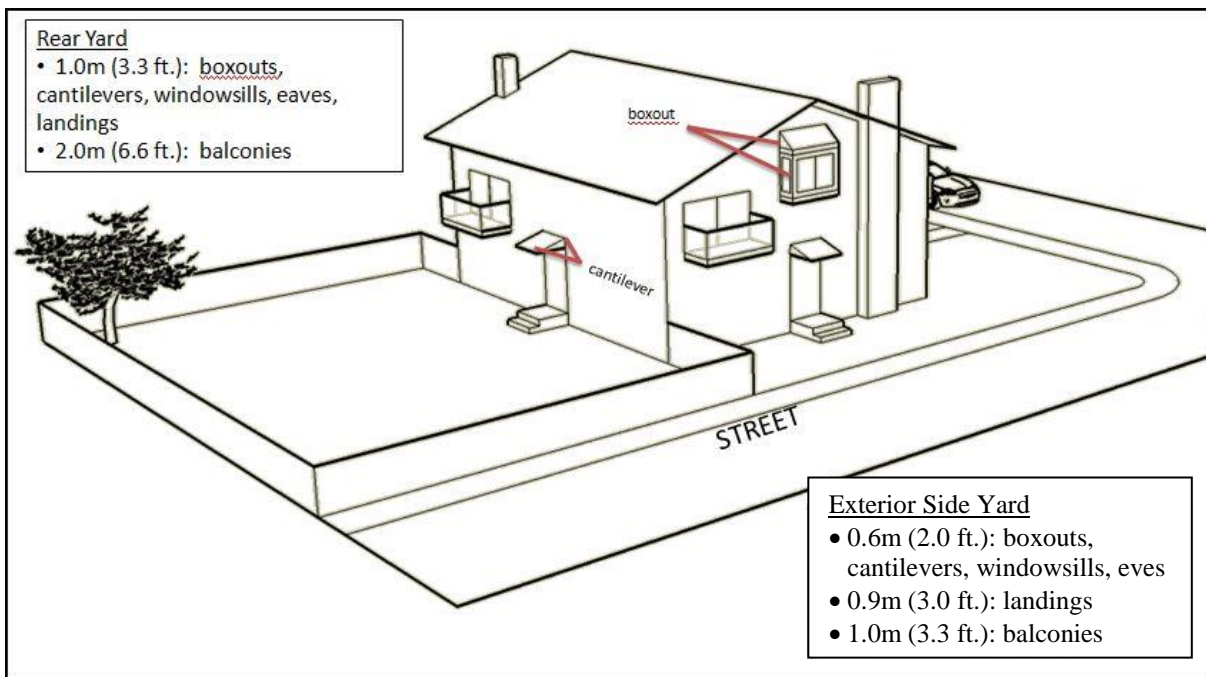 Rear Yard
• 1.0m (3.3 ft.): boxouts,
cantilevers, windowsills, eaves,
landings
• 2.0m (6.6 ft.): balconies
boxout
cantilever
STREET
Exterior Side Yard
• 0.6m (2.0 ft.): boxouts,
cantilevers, windowsills, eves
• 0.9m (3.0 ft.): landings
• 1.0m (3.3 ft.): balconies